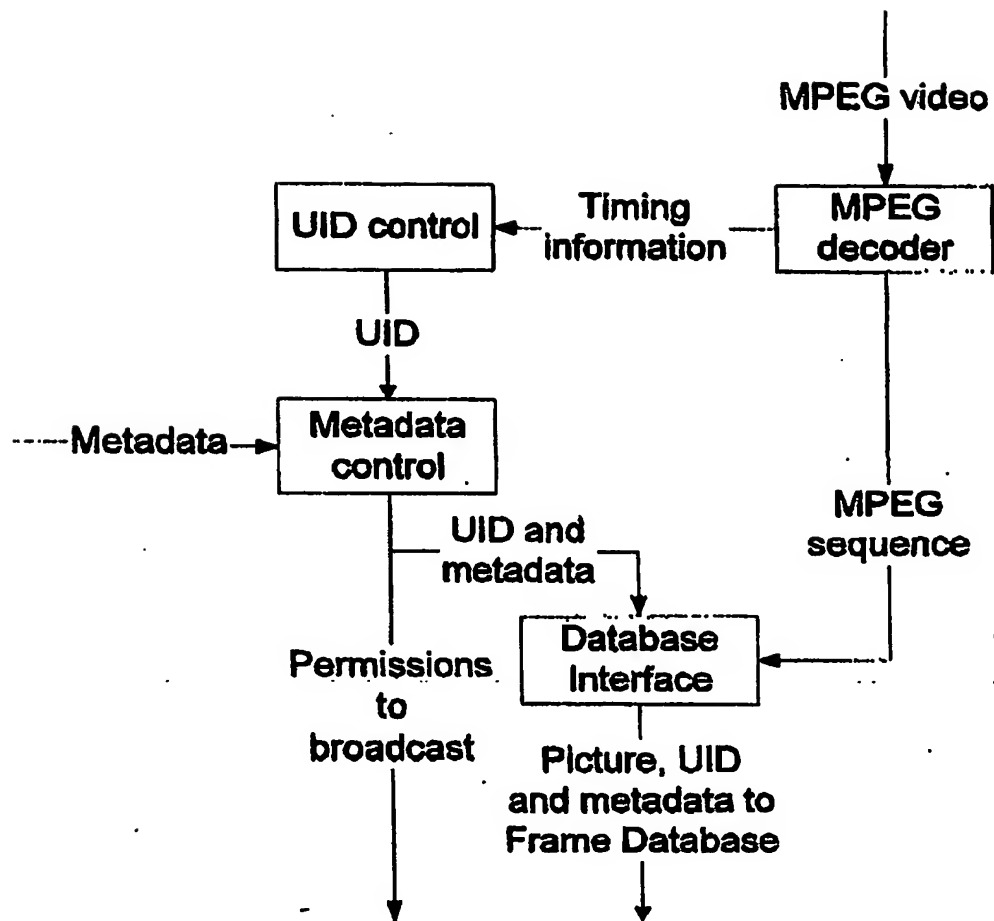 MPEG video
UID control
Timing
information
MPEG
decoder
UID
Metadata
Metadata
control
UID and
metadata
MPEG
sequence
Database
Interface
Permissions
to
broadcast
Picture, UID
and metadata to
Frame Database